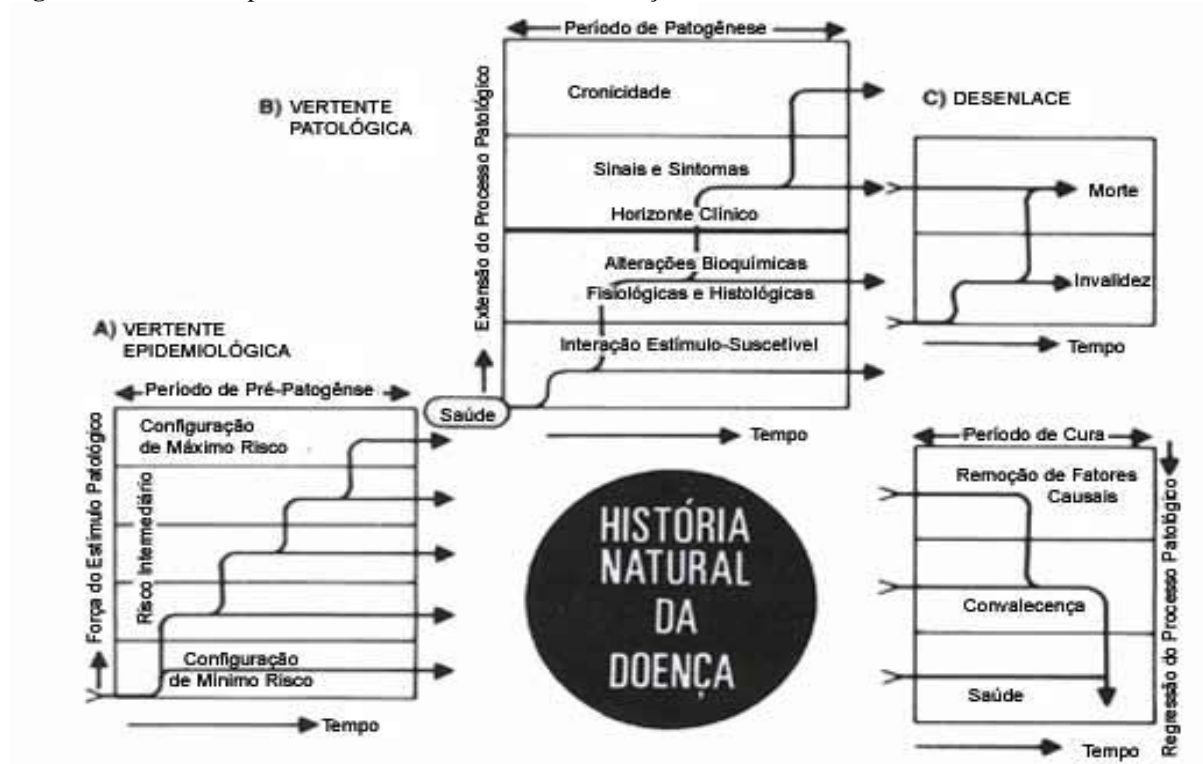 Período de Patogênese
B) VERTENTE
PATOLÓGICA
Extensão do Processo Patológico
Cronicidade
Sinais e Sintomas
Horizonte Clínico
Alterações Bioquímicas
Fisiológicas e Histológicas
Interação Estímulo-Suscetível
Saúde
Tempo
C) DESENLACE
Morte
Invalidez
Tempo
A) VERTENTE
EPIDEMIOLÓGICA
Período de Pré-Patogênse
Força do Estímulo Patológico
Configuração
de Máximo Risco
Risco Intermediário
Configuração
de Mínimo Risco
Tempo
HISTÓRIA
NATURAL
DA
DOENÇA
Período de Cura
Remoção de Fatores
Causais
Convalecença
Saúde
Regressão do Processo Patológico
Tempo